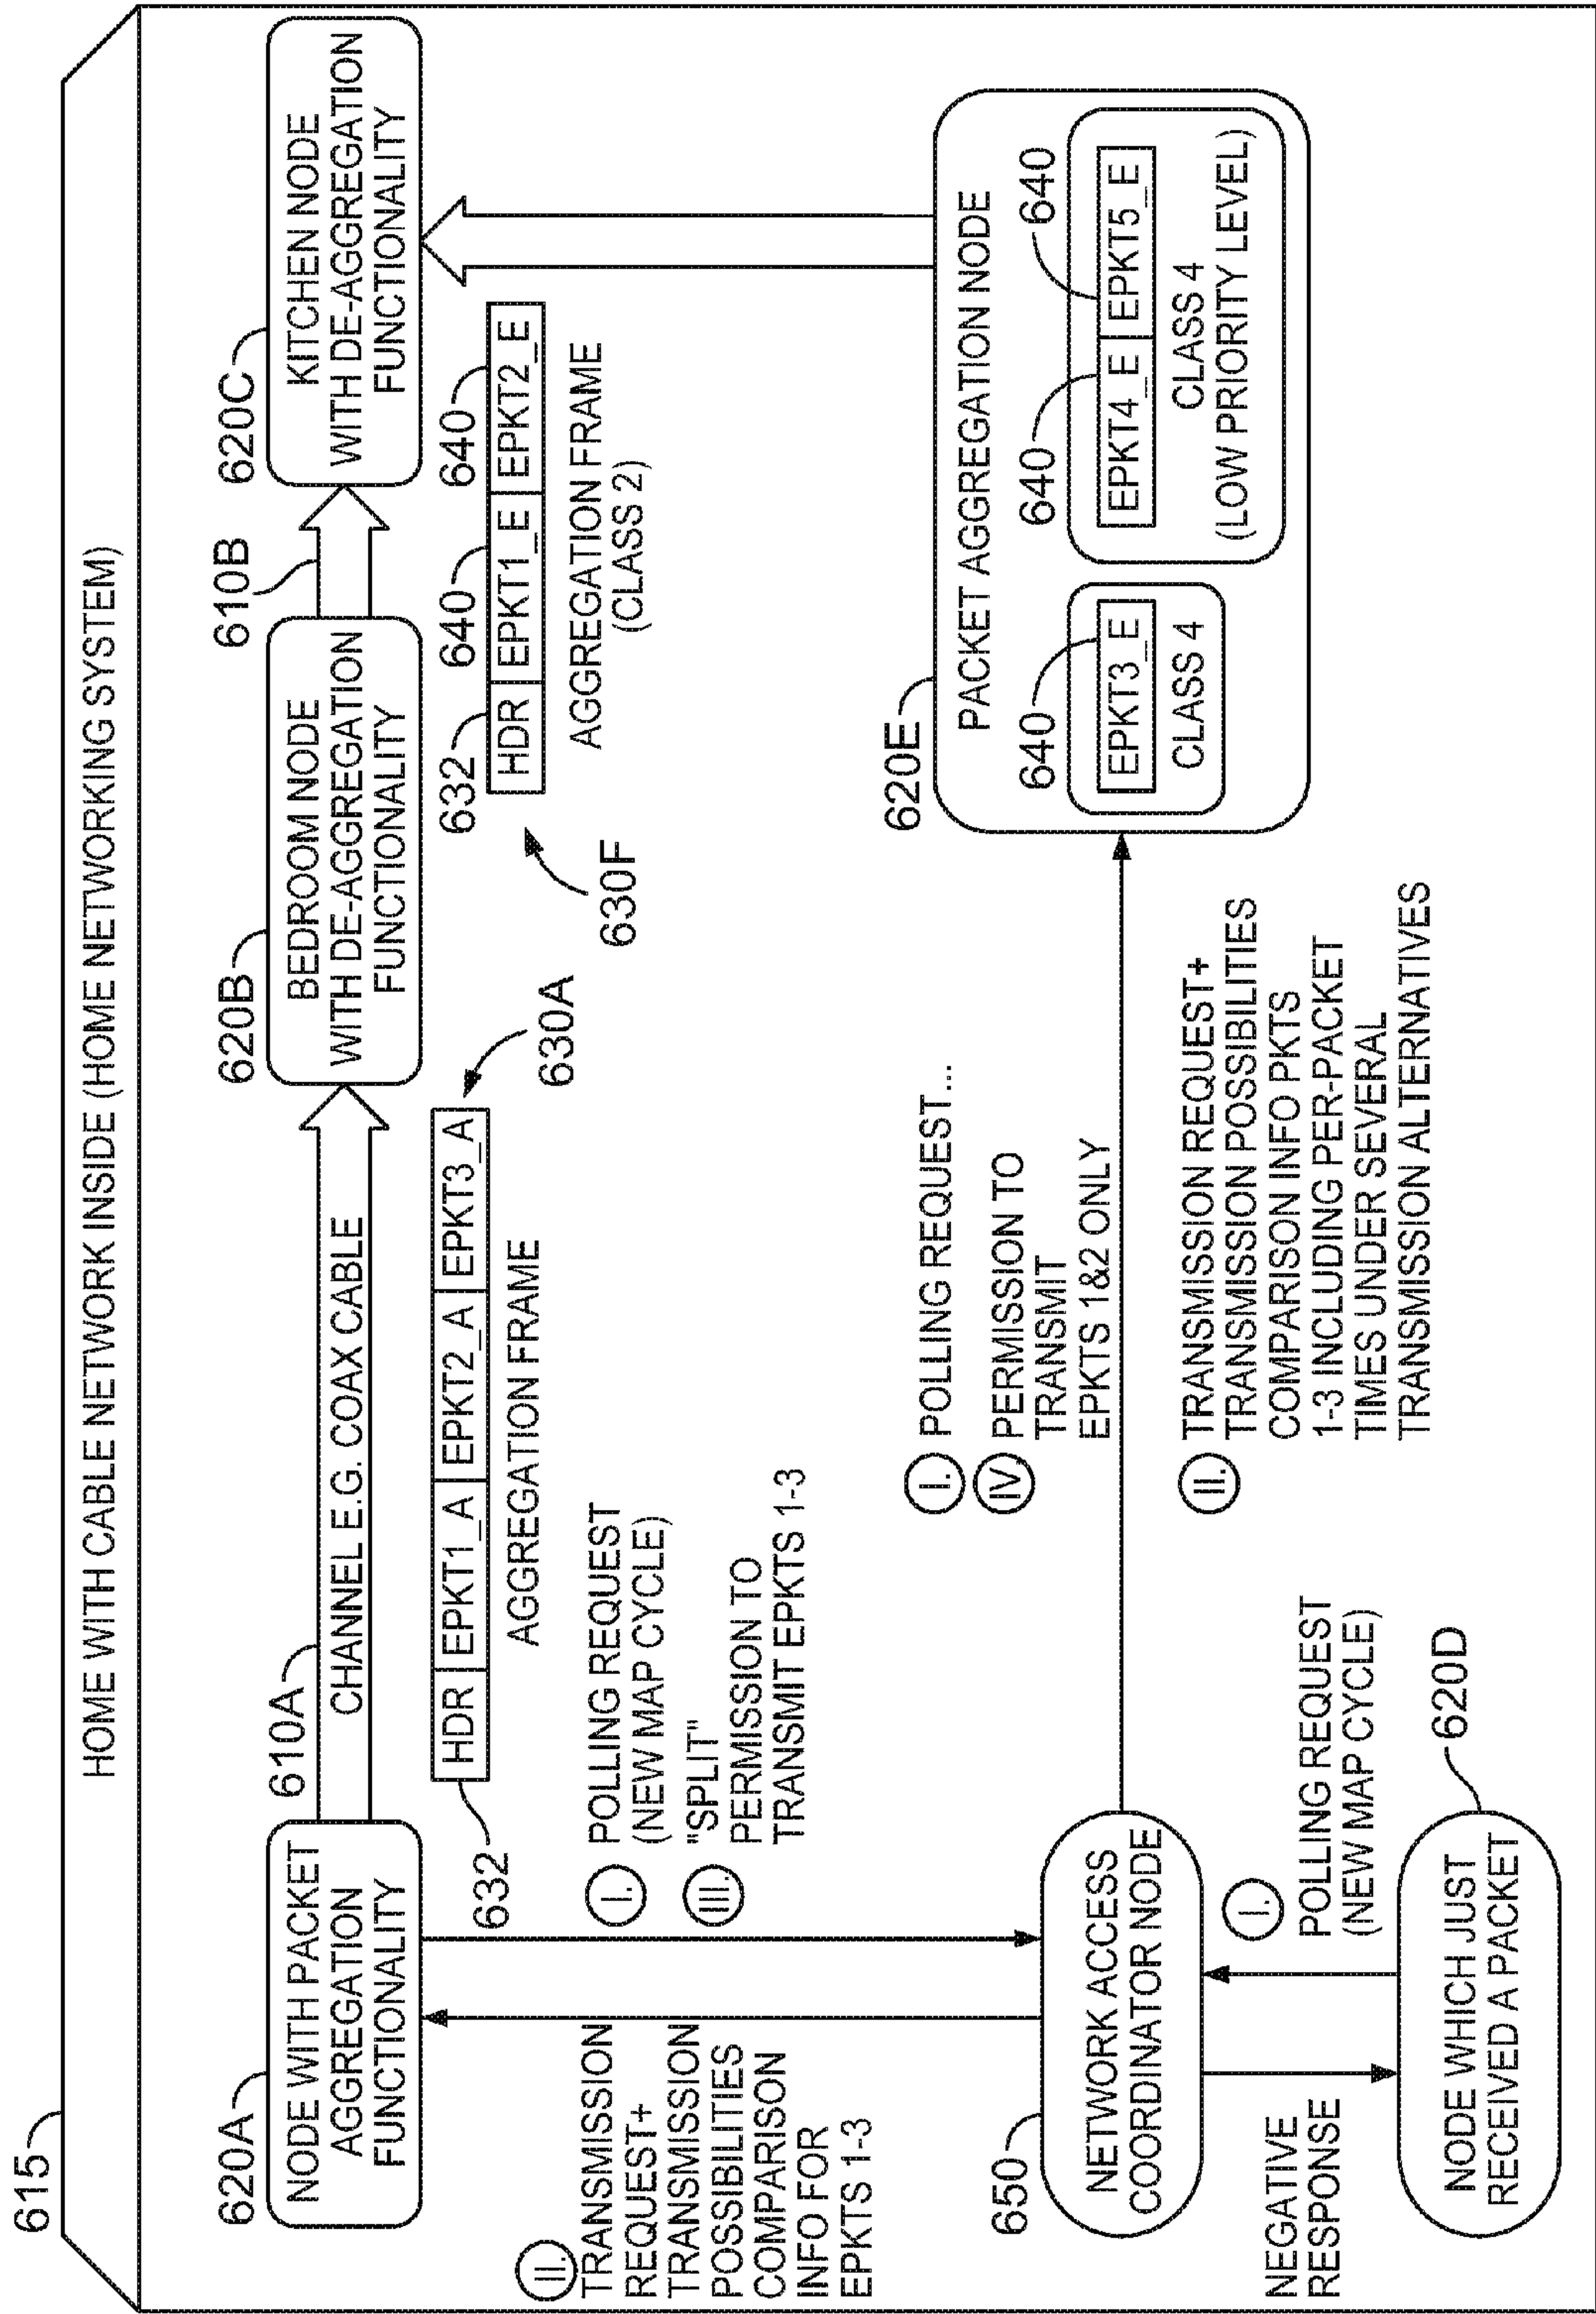 615
HOME WITH CABLE NETWORK INSIDE (HOME NETWORKING SYSTEM)
620A
NODE WITH PACKET
AGGREGATION
FUNCTIONALITY
610A
CHANNEL E.G. COAX CABLE
620B
BEDROOM NODE
WITH DE-AGGREGATION
FUNCTIONALITY
610B
620C
KITCHEN NODE
WITH DE-AGGREGATION
FUNCTIONALITY
632
HDR EPKT1_A EPKT2_A EPKT3_A
AGGREGATION FRAME
630A
632 640 640
HDR EPKT1_E EPKT2_E
AGGREGATION FRAME
(CLASS 2)
630F
II.
TRANSMISSION
REQUEST+
TRANSMISSION
POSSIBILITIES
COMPARISON
INFO FOR
EPKTS 1-3
I.
POLLING REQUEST
(NEW MAP CYCLE)
III.
"SPLIT"
PERMISSION TO
TRANSMIT EPKTS 1-3
I.
POLLING REQUEST...
IV
PERMISSION TO
TRANSMIT
EPKTS 1&2 ONLY
II.
TRANSMISSION REQUEST+
TRANSMISSION POSSIBILITIES
COMPARISON INFO PKTS
1-3 INCLUDING PER-PACKET
TIMES UNDER SEVERAL
TRANSMISSION ALTERNATIVES
620E
PACKET AGGREGATION NODE
640
EPKT3_E
CLASS 4
640 640
EPKT4_E EPKT5_E
CLASS 4
(LOW PRIORITY LEVEL)
650
NETWORK ACCESS
COORDINATOR NODE
NEGATIVE
RESPONSE
I.
POLLING REQUEST
(NEW MAP CYCLE)
620D
NODE WHICH JUST
RECEIVED A PACKET